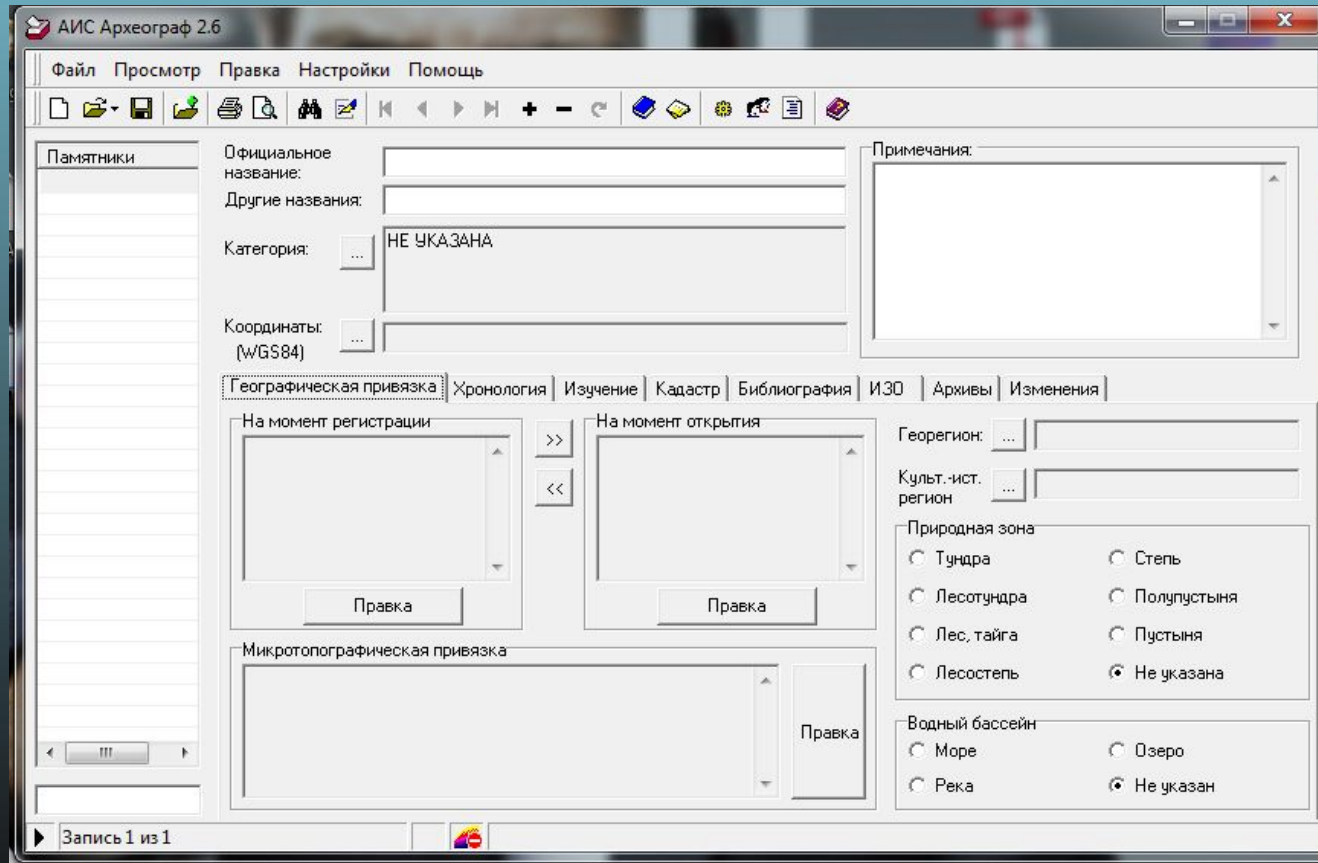 АИС Археограф 2.6
Файл Просмотр Правка Настройки Помощь
Памятники
Официальное
название:
Другие названия:
Категория:
...
НЕ УКАЗАНА
Координаты:
(WGS84)
...
Примечания:
Географическая привязка Хронология Изучение Кадастр Библиография ИЗО Архивы Изменения
На момент регистрации
>>
<<
На момент открытия
Правка
Правка
Микротопографическая привязка
Правка
Георегион: ...
Культ.-ист.
регион
...
Природная зона
Тундра
Степь
Лесотундра
Полупустыня
Лес, тайга
Пустыня
Лесостепь
Не указана
Водный бассейн
Море
Озеро
Река
Не указан
Запись 1 из 1